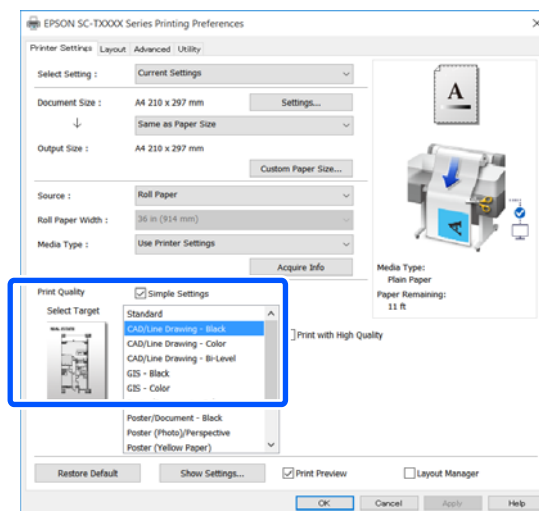 EPSON SC-TXXXX Series Printing Preferences
Printer Settings Layout Advanced Utility
Select Setting : Current Settings
Document Size : A4 210 x 297 mm Settings...
Same as Paper Size
Output Size : A4 210 x 297 mm
Custom Paper Size...
Source : Roll Paper
Roll Paper Width : 36 in (914 mm)
Media Type : Use Printer Settings
Acquire Info
A
Media Type:
Plain Paper
Paper Remaining:
11 ft
Print Quality Simple Settings
Select Target Standard
CAD/Line Drawing - Black
CAD/Line Drawing - Color
CAD/Line Drawing - Bi-Level
GIS - Black
GIS - Color
Print with High Quality
REAL ESTATE
Poster/Document - Black
Poster (Photo)/Perspective
Poster (Yellow Paper)
Restore Default Show Settings... Print Preview Layout Manager
OK Cancel Apply Help